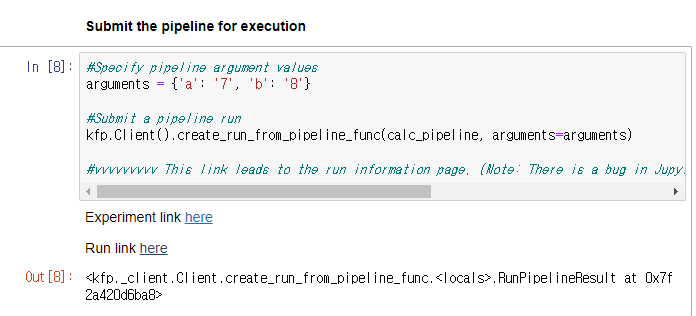 Submit the pipeline for execution
In [8]: #Specify pipeline argument values
arguments = {'a': '7', 'b': '8'}
#Submit a pipeline run
kfp.Client().create_run_from_pipeline_func(calc_pipeline, arguments=arguments)
#vvvvvvvvv This link leads to the run information page. (Note: There is a bug in Jupy
Experiment link here
Run link here
Out[8]: <kfp._client.Client.create_run_from_pipeline_func.<locals>.RunPipelineResult at 0x7f
2a420d6ba8>